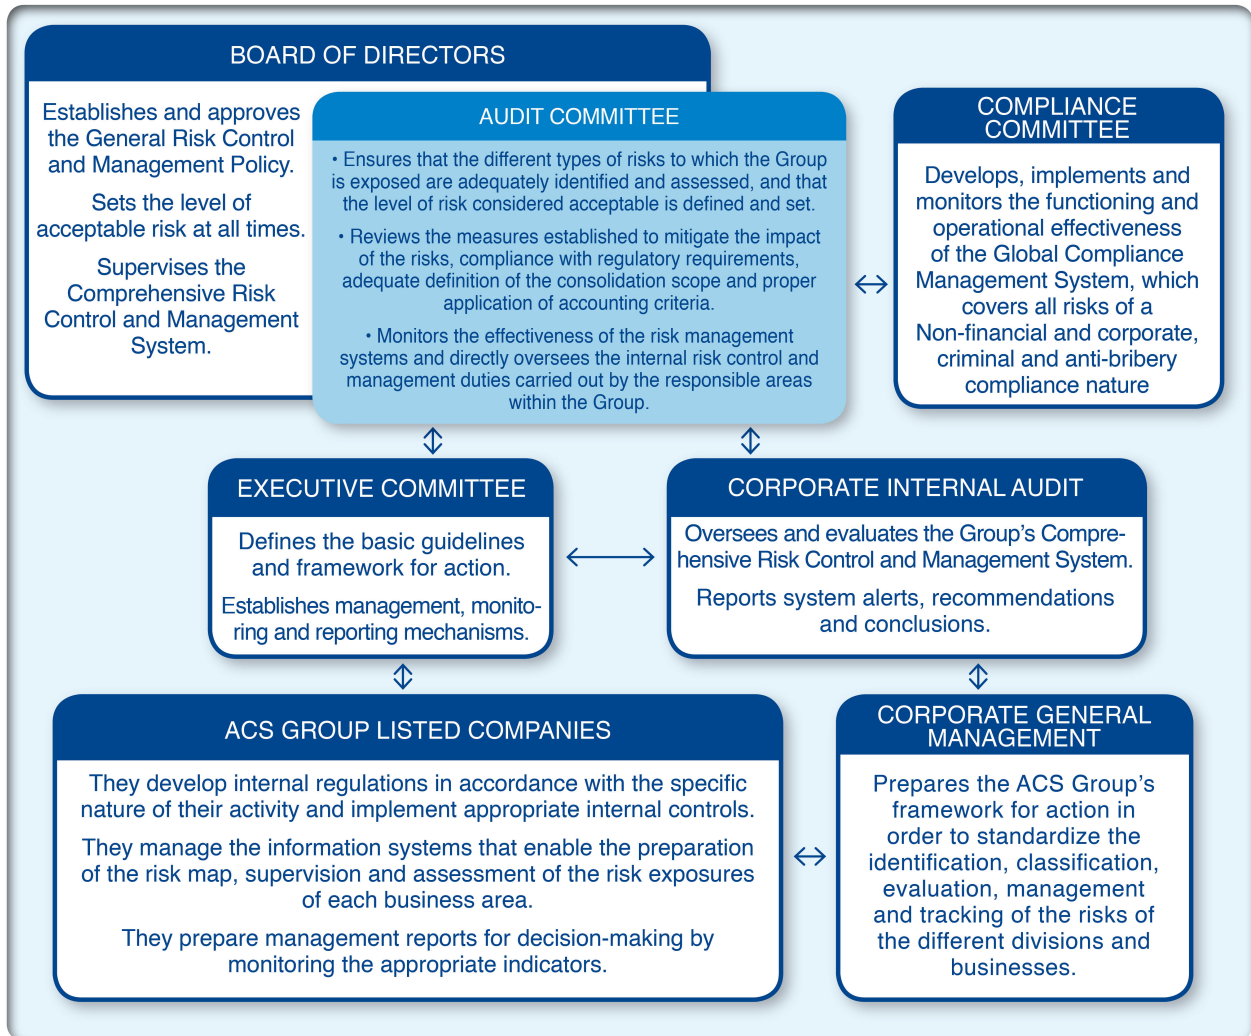 BOARD OF DIRECTORS
Establishes and approves
the General Risk Control
and Management Policy.
Sets the level of
acceptable risk at all times.
Supervises the
Comprehensive Risk
Control and Management
System.
AUDIT COMMITTEE
• Ensures that the different types of risks to which the Group
is exposed are adequately identified and assessed, and that
the level of risk considered acceptable is defined and set.
• Reviews the measures established to mitigate the impact
of the risks, compliance with regulatory requirements,
adequate definition of the consolidation scope and proper
application of accounting criteria.
• Monitors the effectiveness of the risk management
systems and directly oversees the internal risk control and
management duties carried out by the responsible areas
within the Group.
COMPLIANCE
COMMITTEE
Develops, implements and
monitors the functioning and
operational effectiveness
of the Global Compliance
Management System, which
covers all risks of a
Non-financial and corporate,
criminal and anti-bribery
compliance nature
EXECUTIVE COMMITTEE
Defines the basic guidelines
and framework for action.
Establishes management, monito-
ring and reporting mechanisms.
CORPORATE INTERNAL AUDIT
Oversees and evaluates the Group's Compre-
hensive Risk Control and Management System.
Reports system alerts, recommendations
and conclusions.
ACS GROUP LISTED COMPANIES
They develop internal regulations in accordance with the specific
nature of their activity and implement appropriate internal controls.
They manage the information systems that enable the preparation
of the risk map, supervision and assessment of the risk exposures
of each business area.
They prepare management reports for decision-making by
monitoring the appropriate indicators.
CORPORATE GENERAL
MANAGEMENT
Prepares the ACS Group's
framework for action in
order to standardize the
identification, classification,
evaluation, management
and tracking of the risks of
the different divisions and
businesses.